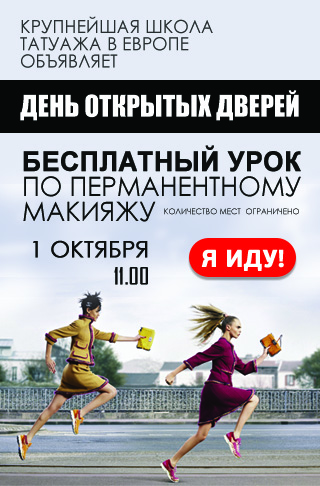 КРУПНЕЙШАЯ ШКОЛА
ТАТУАЖА В ЕВРОПЕ
ОБЪЯВЛЯЕТ
ДЕНЬ ОТКРЫТЫХ ДВЕРЕЙ
БЕСПЛАТНЫЙ УРОК
ПО ПЕРМАНЕНТНОМУ
МАКИЯЖУ КОЛИЧЕСТВО МЕСТ ОГРАНИЧЕНО
1 ОКТЯБРЯ
11.00
Я ИДУ!